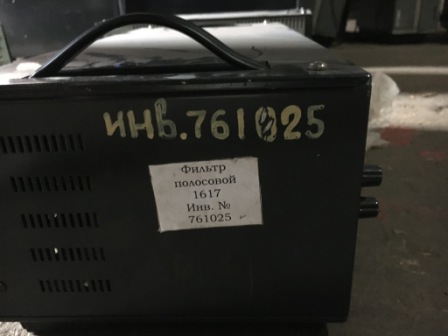 инв.761025
Фильтр
полосовой
1617
Инв. №
761025